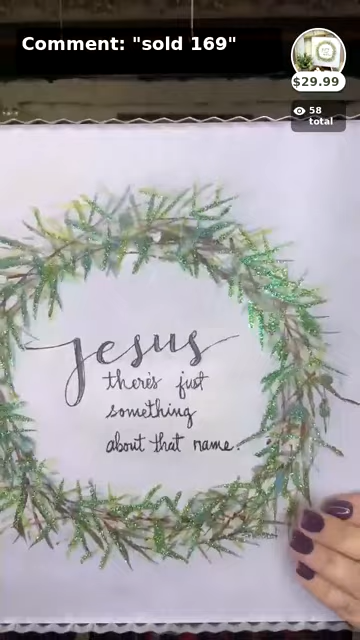 Comment: "sold 169"
$29.99
58
total
Jesus
there's just
something
about that name.